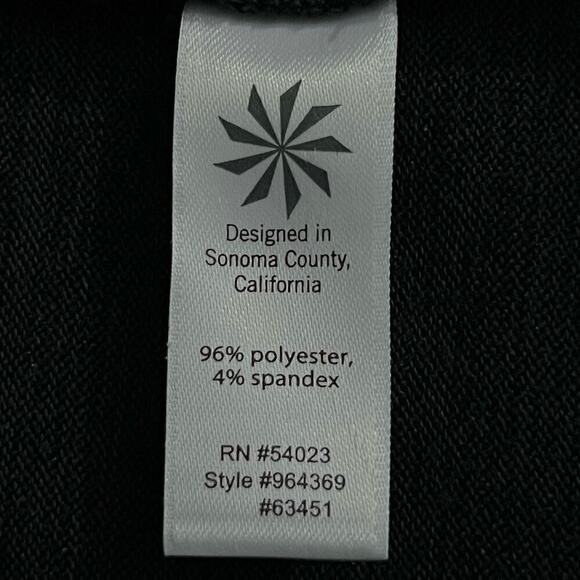 Designed in
Sonoma County,
California
96% polyester,
4% spandex
RN #54023
Style #964369
#63451